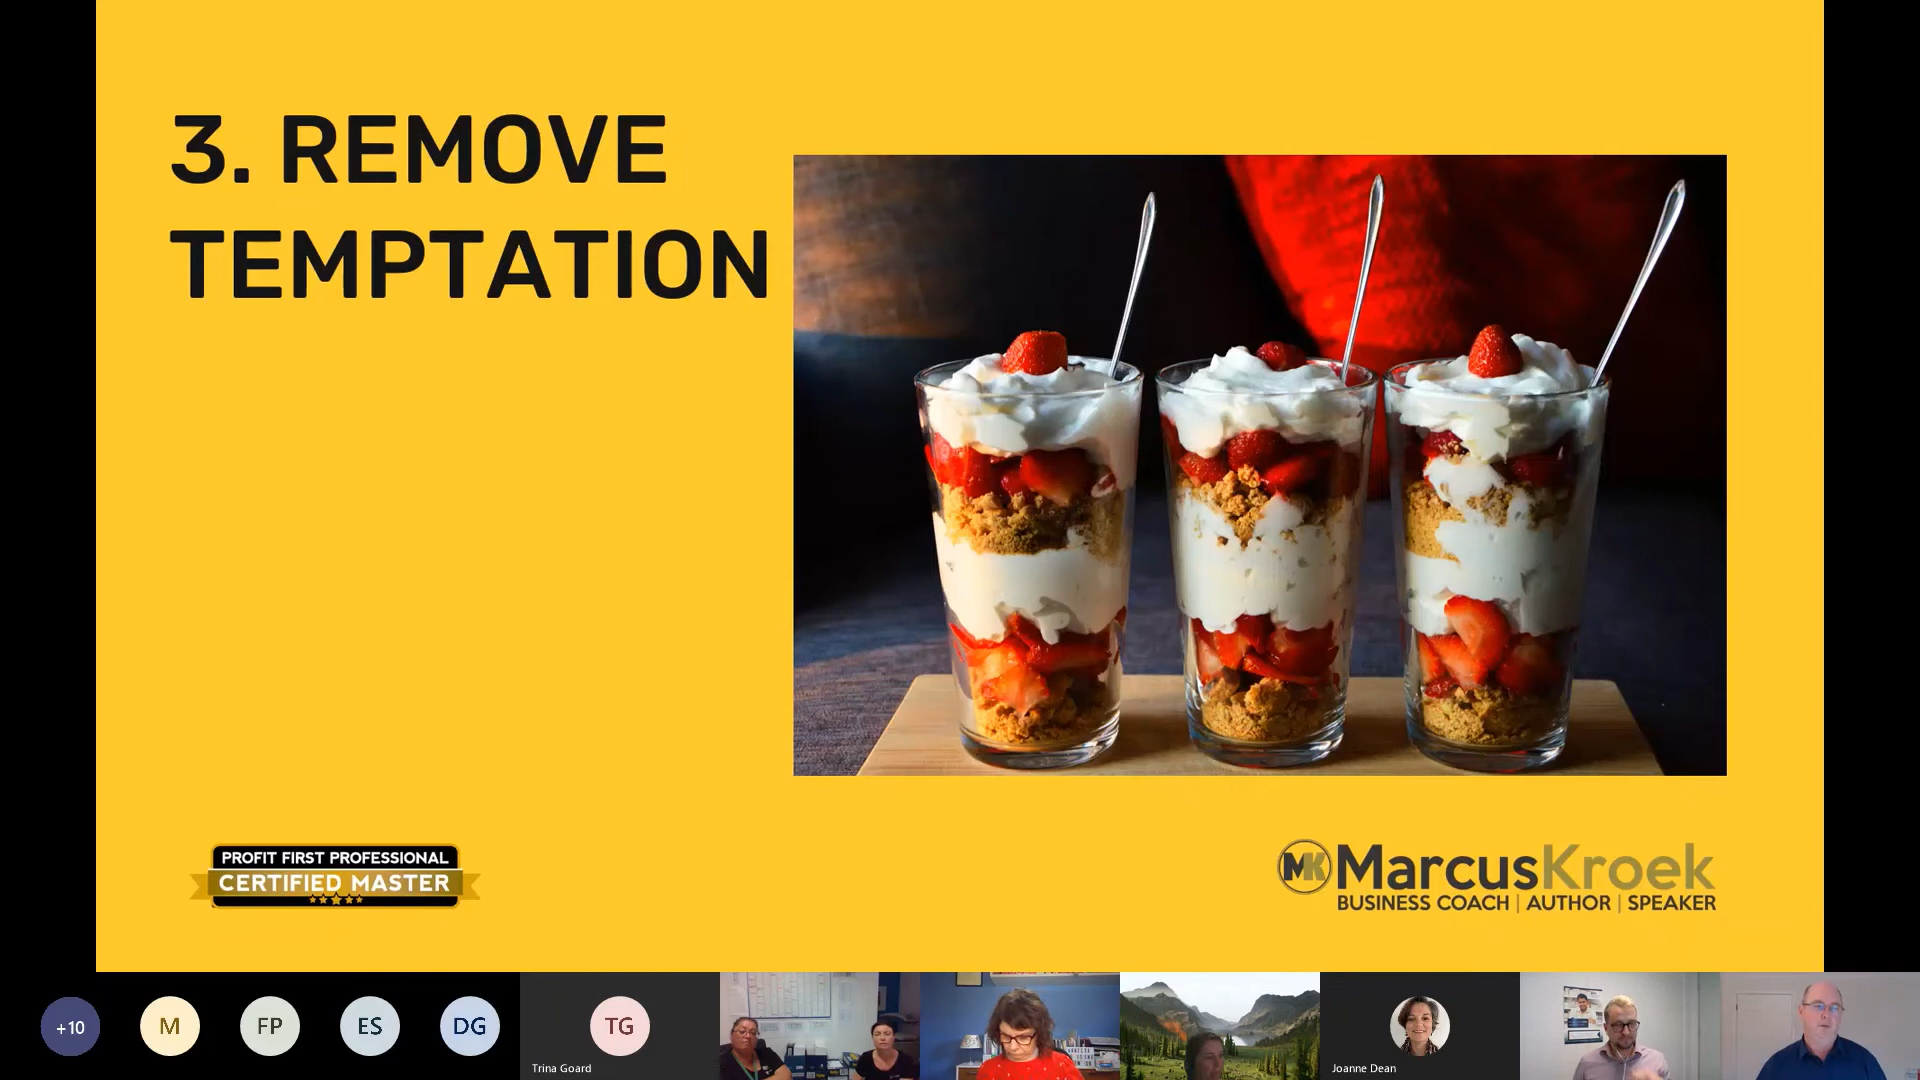 3. REMOVE
TEMPTATION
PROFIT FIRST PROFESSIONAL
CERTIFIED MASTER
MK
MarcusKroek
BUSINESS COACH | AUTHOR | SPEAKER
+10
M
FP
ES
DG
TG
Trina Goard
Joanne Dean